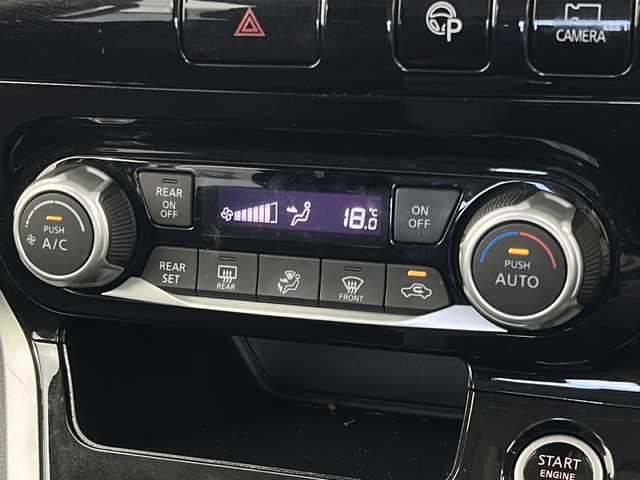 P
CAMERA
REAR
ON
OFF
18.0°C
ON
OFF
PUSH
A/C
PUSH
AUTO
REAR
SET
REAR
FRONT
START
ENGINE